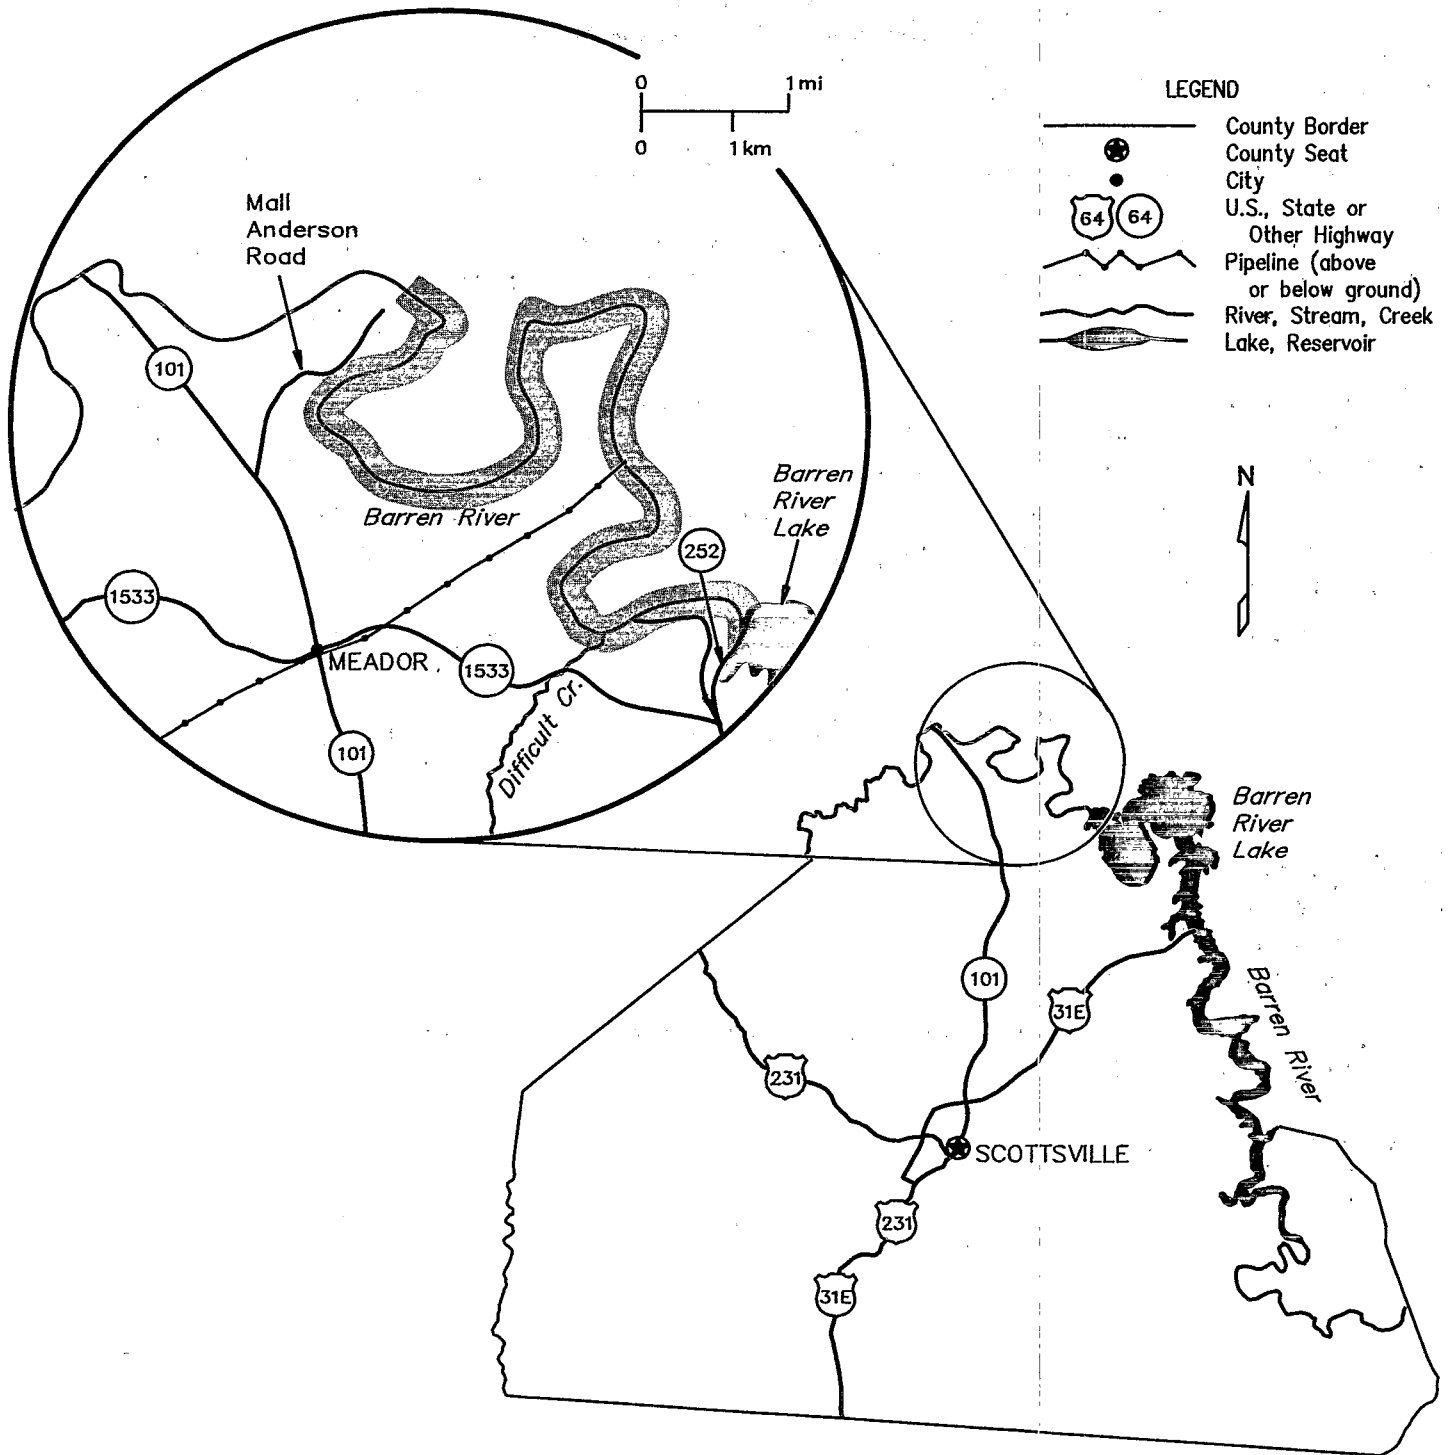 0 1 mi
0 1 km
LEGEND
County Border
County Seat
City
64 64 U.S., State or
Other Highway
Pipeline (above
or below ground)
River, Stream, Creek
Lake, Reservoir
Mall
Anderson
Road
101
Barren River
Barren
River
Lake
252
1533
MEADOR
1533
Difficult Cr.
101
N
Barren
River
Lake
101
31E
Barren River
231
SCOTTSVILLE
231
31E